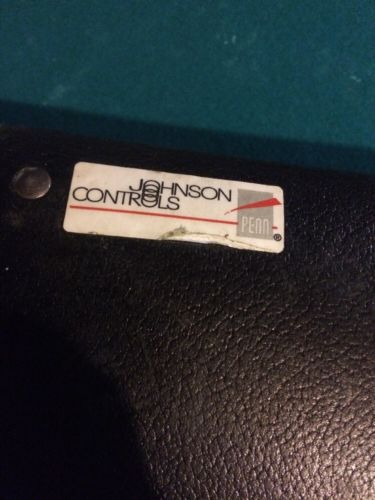 JOHNSON
CONTROLS
PENN
®